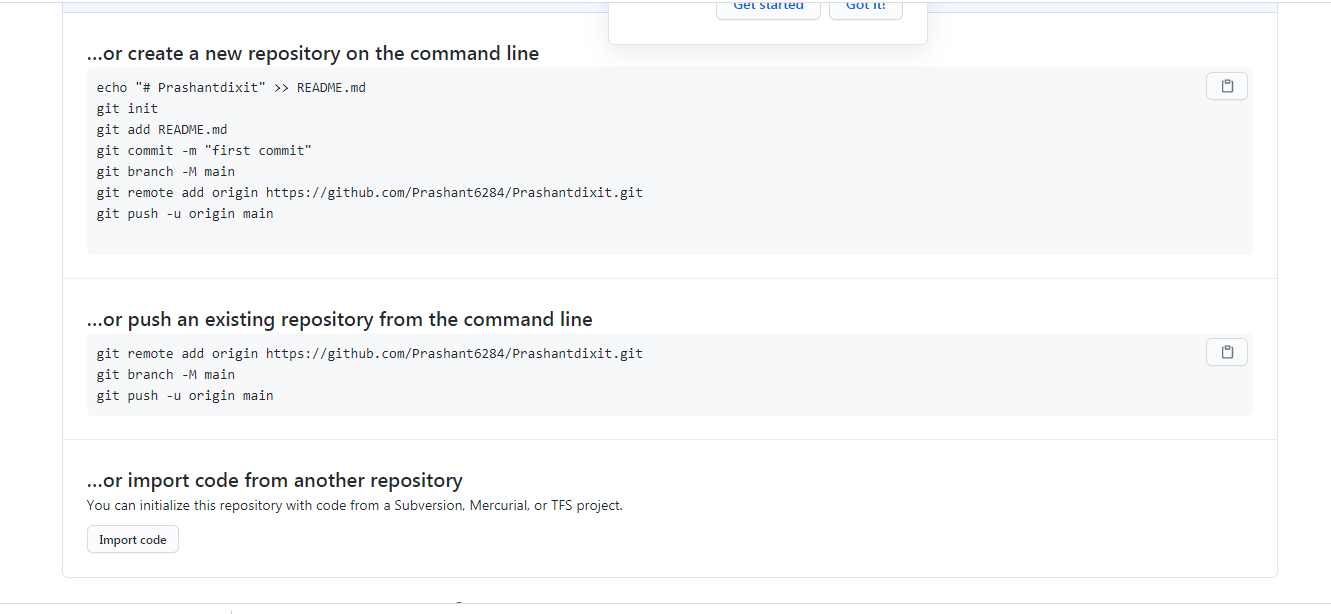 Get started Got it!
...or create a new repository on the command line
echo "# Prashantdixit" >> README.md
git init
git add README.md
git commit -m "first commit"
git branch -M main
git remote add origin https://github.com/Prashant6284/Prashantdixit.git
git push -u origin main
...or push an existing repository from the command line
git remote add origin https://github.com/Prashant6284/Prashantdixit.git
git branch -M main
git push -u origin main
...or import code from another repository
You can initialize this repository with code from a Subversion, Mercurial, or TFS project.
Import code